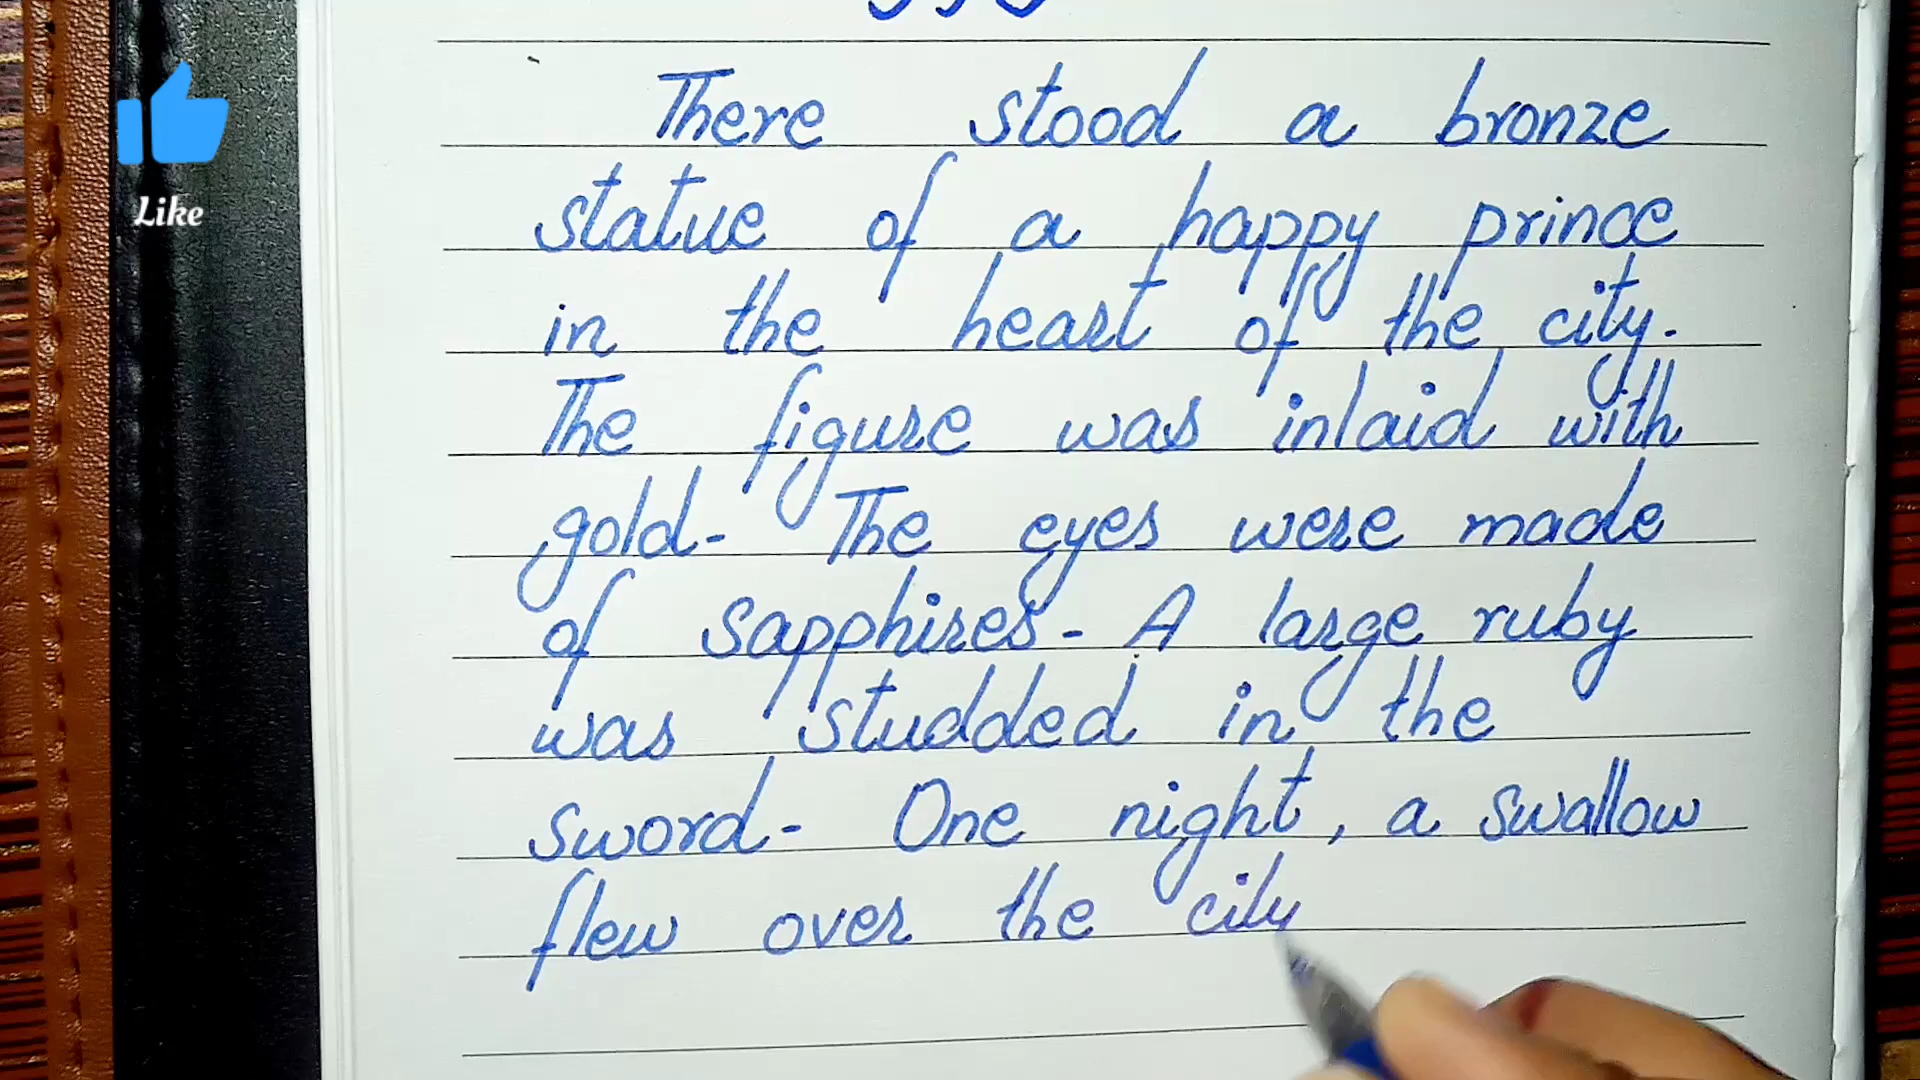 There stood a bronze
statue of a happy prince
in the heart of the city.
The figure was inlaid with
gold. The eyes were made
of sapphires. A large ruby
was studded in the
sword. One night, a swallow
flew over the city
Like